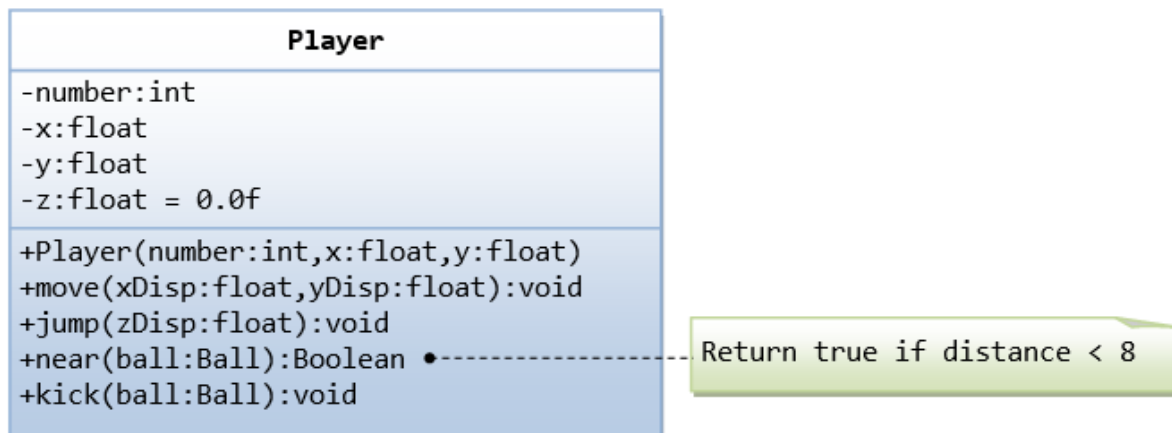 Player
-number:int
-x:float
-y:float
-z:float = 0.0f
+Player(number:int,x:float,y:float)
+move(xDisp:float,yDisp:float):void
+jump(zDisp:float):void
+near(ball:Ball):Boolean
Return true if distance < 8
+kick(ball:Ball):void